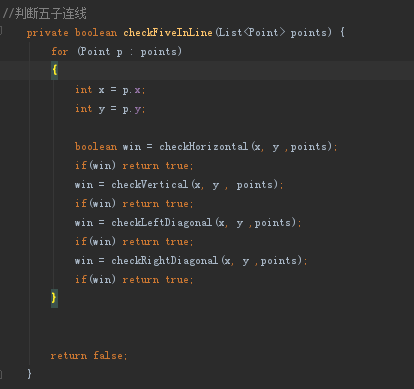 //判断五子连线
private boolean checkFiveInLine(List<Point> points) {
for (Point p : points)
{
int x = p.x;
int y = p.y;
boolean win = checkHorizontal(x, y ,points);
if(win) return true;
win = checkVertical(x, y , points);
if(win) return true;
win = checkLeftDiagonal(x, y ,points);
if(win) return true;
win = checkRightDiagonal(x, y ,points);
if(win) return true;
}
return false;
}